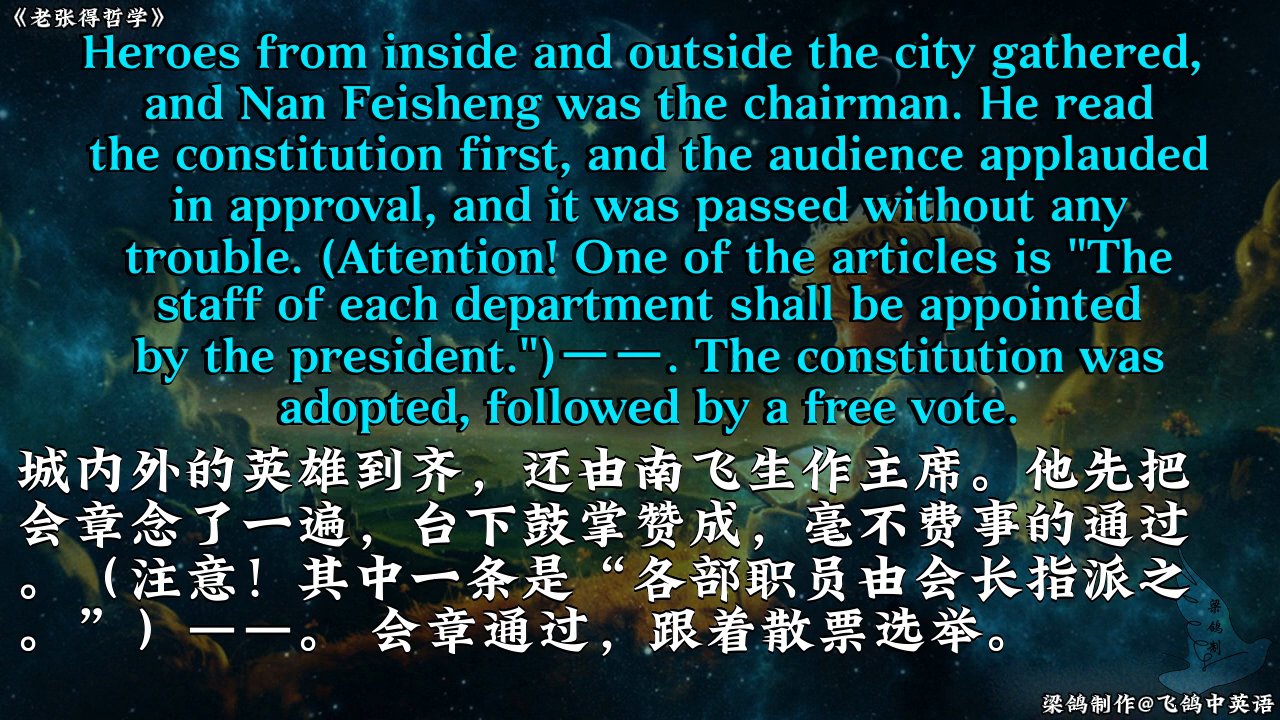 《老张得哲学》
Heroes from inside and outside the city gathered,
and Nan Feisheng was the chairman. He read
the constitution first, and the audience applauded
in approval, and it was passed without any
trouble. (Attention! One of the articles is "The
staff of each department shall be appointed
by the president.")一一. The constitution was
adopted, followed by a free vote.
城内外的英雄到齐，还由南飞生作主席。他先把
会章念了一遍，台下鼓掌赞成，毫不费事的通过
。（注意！其中一条是“各部职员由会长指派之
。”）一一。 会章通过，跟着散票选举。
梁鸽制
梁鸽制作@飞鸽中英语